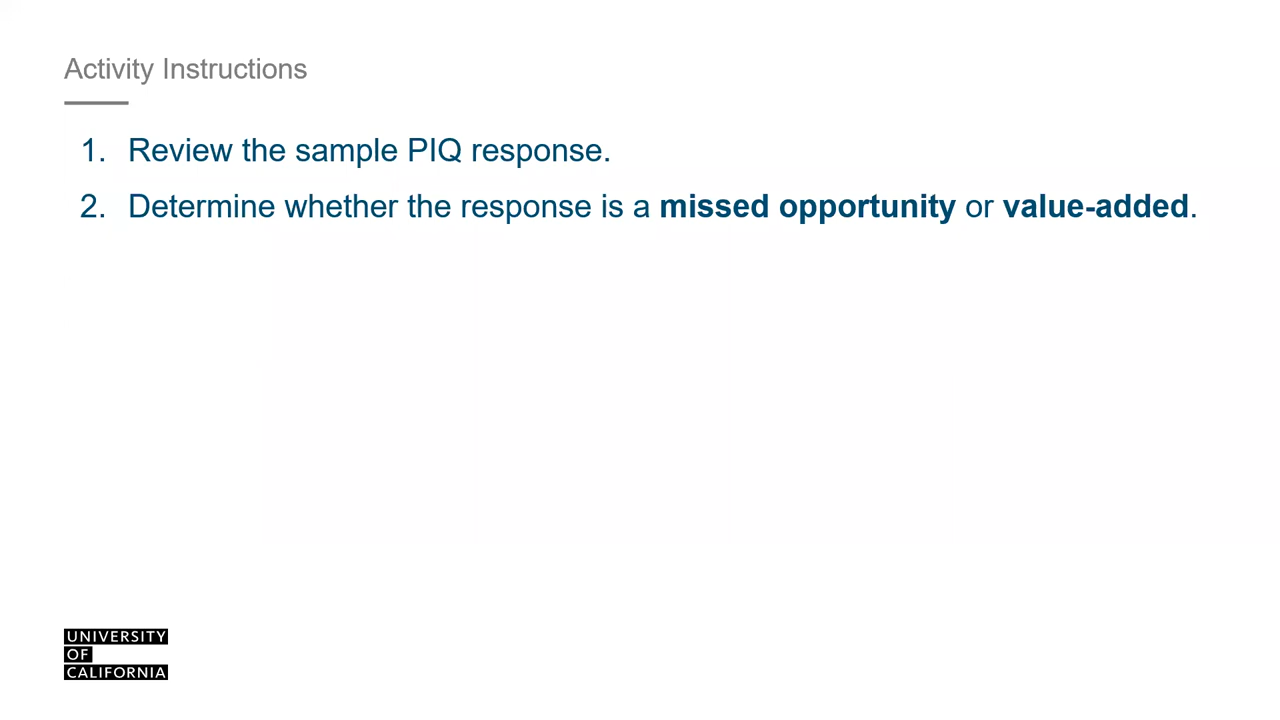 Activity Instructions
1. Review the sample PIQ response.
2. Determine whether the response is a missed opportunity or value-added.
UNIVERSITY
OF
CALIFORNIA